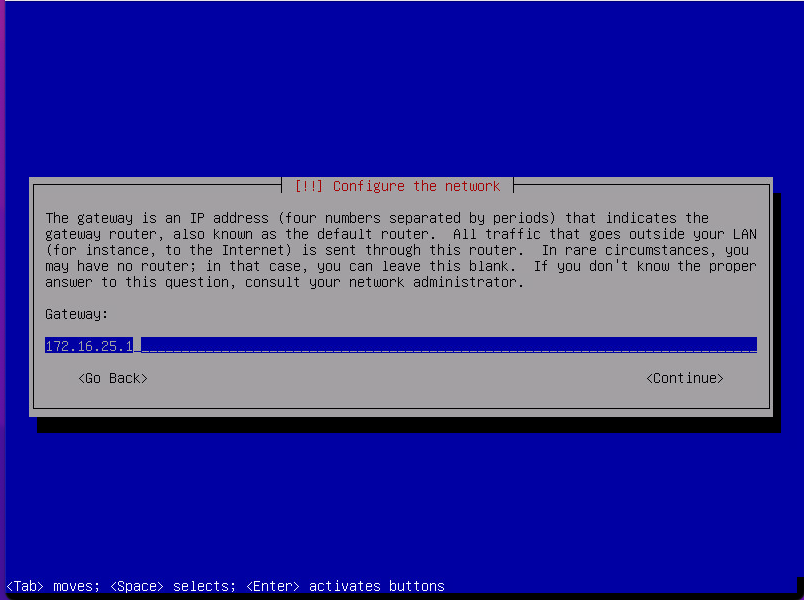 [!!] Configure the network
The gateway is an IP address (four numbers separated by periods) that indicates the
gateway router, also known as the default router.  All traffic that goes outside your LAN
(for instance, to the Internet) is sent through this router.  In rare circumstances, you
may have no router; in that case, you can leave this blank.  If you don't know the proper
answer to this question, consult your network administrator.
Gateway:
172.16.25.1
<Go Back> <Continue>
<Tab> moves; <Space> selects; <Enter> activates buttons